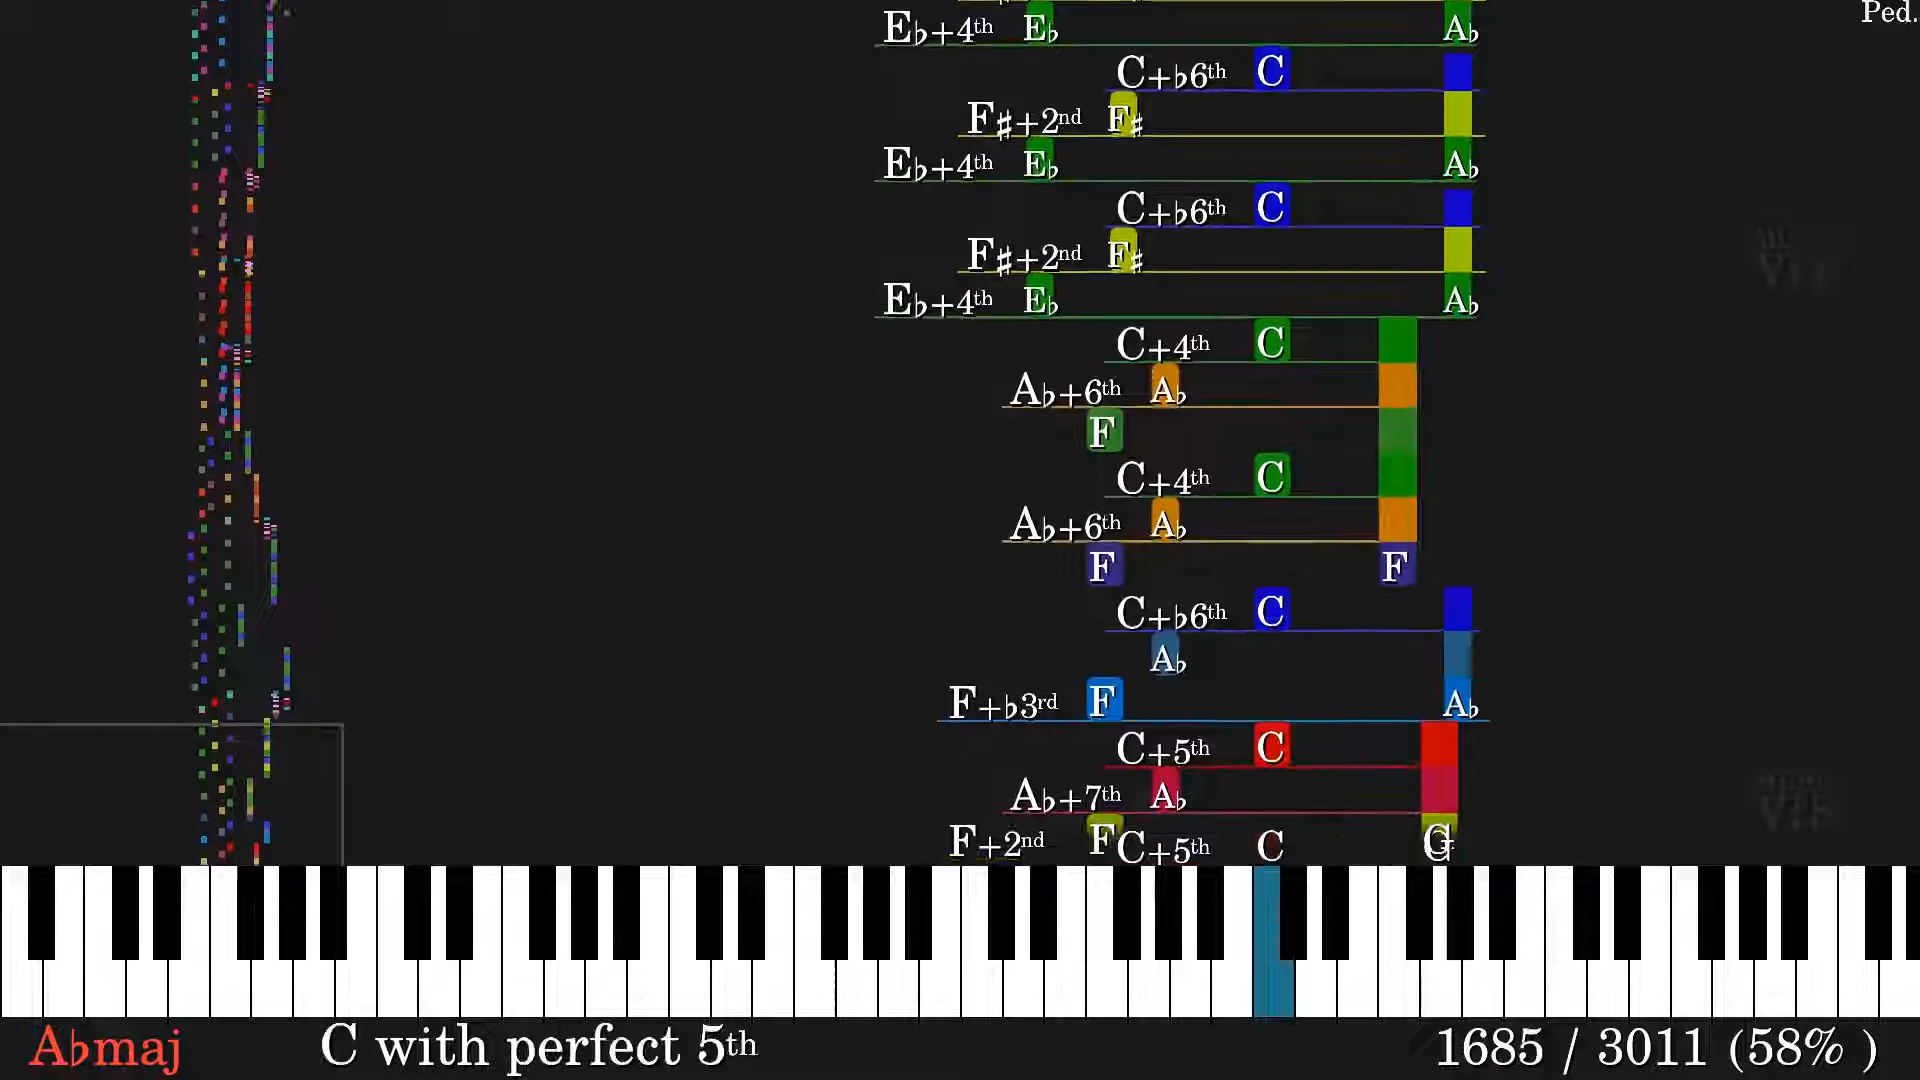 Ped.
E♭+4th E♭ A♭
C+♭6th C
F♯+2nd F♯
E♭+4th E♭ A♭
C+♭6th C
F♯+2nd F♯
E♭+4th E♭ A♭
C+4th C
A♭+6th A♭
F
C+4th C
A♭+6th A♭
F F
C+♭6th C
A♭
F+♭3rd F A♭
C+5th C
A♭+7th A♭
F+2nd F G
C+5th C
A♭maj C with perfect 5th 1685 / 3011 (58% )